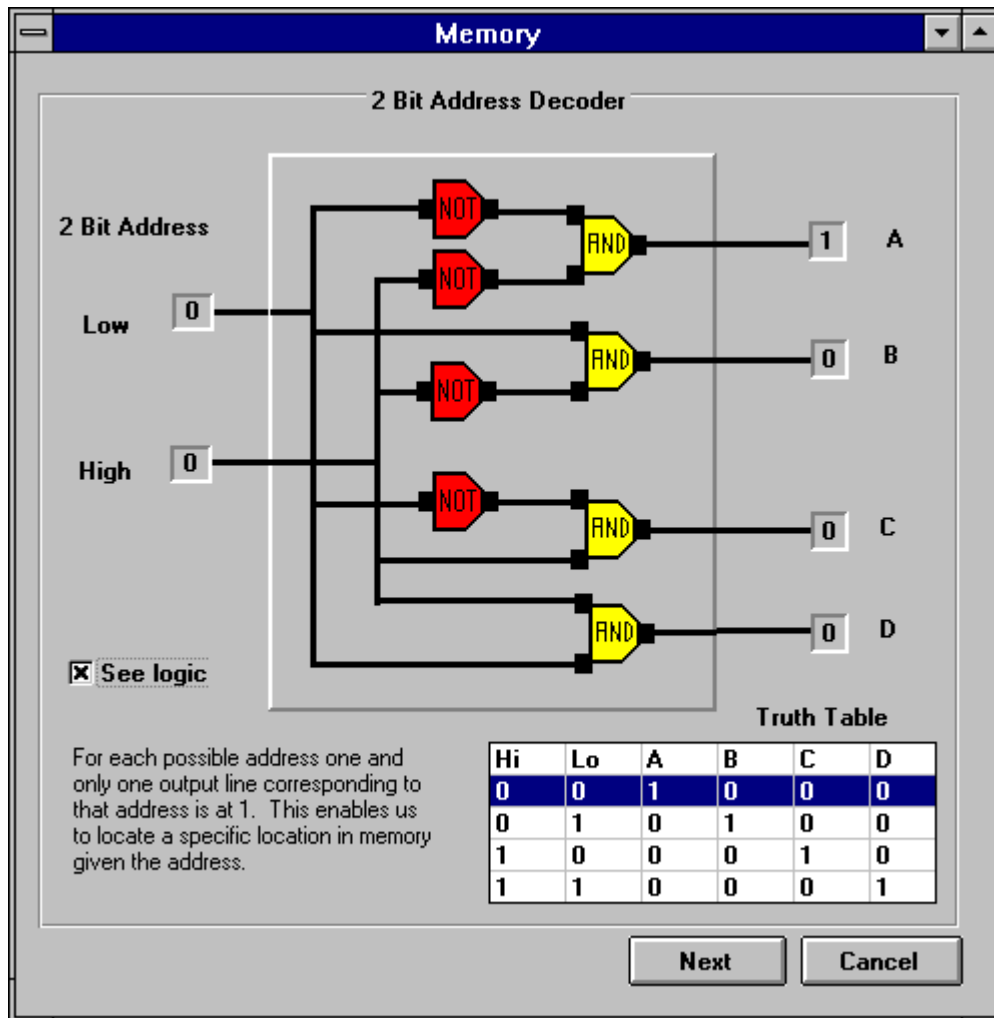 Memory
2 Bit Address Decoder
2 Bit Address
NOT
AND
1 A
NOT
Low 0
AND
0 B
NOT
High 0
NOT
AND
0 C
AND
0 D
See logic
Truth Table
For each possible address one and
only one output line corresponding to
that address is at 1. This enables us
to locate a specific location in memory
given the address.
Hi Lo A B C D
0 0 1 0 0 0
0 1 0 1 0 0
1 0 0 0 1 0
1 1 0 0 0 1
Next Cancel